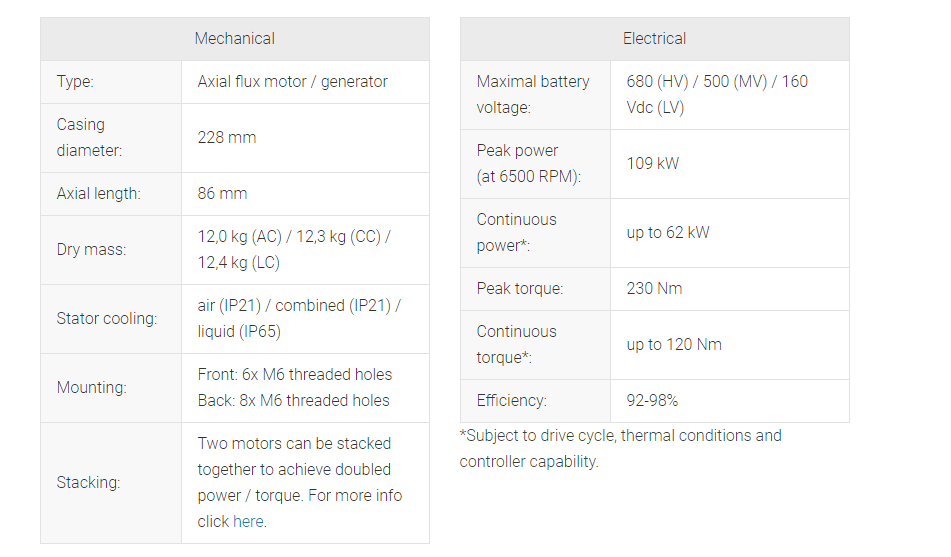 Mechanical
Type:
Axial flux motor / generator
Casing
diameter:
228 mm
Axial length:
86 mm
Dry mass:
12,0 kg (AC) / 12,3 kg (CC) /
12,4 kg (LC)
Stator cooling:
air (IP21) / combined (IP21) /
liquid (IP65)
Mounting:
Front: 6x M6 threaded holes
Back: 8x M6 threaded holes
Stacking:
Two motors can be stacked
together to achieve doubled
power / torque. For more info
click here.
Electrical
Maximal battery
voltage:
680 (HV) / 500 (MV) / 160
Vdc (LV)
Peak power
(at 6500 RPM):
109 kW
Continuous
power*:
up to 62 kW
Peak torque:
230 Nm
Continuous
torque*:
up to 120 Nm
Efficiency:
92-98%
*Subject to drive cycle, thermal conditions and
controller capability.